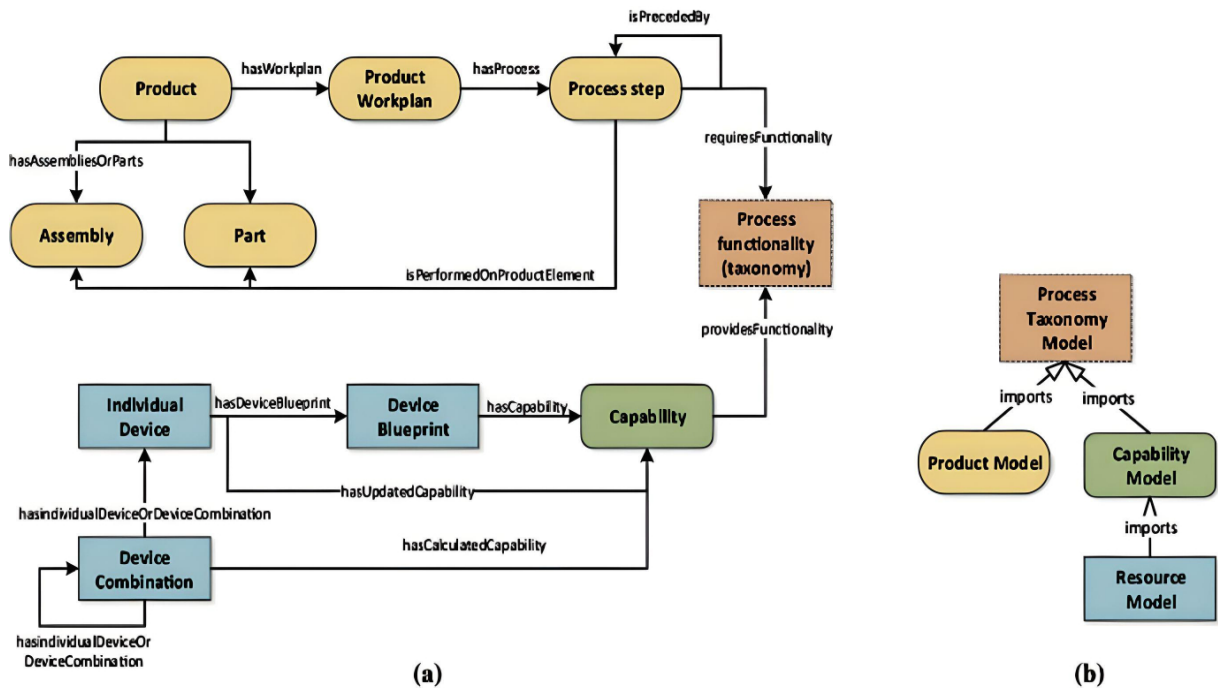 isPrecededBy
hasWorkplan
hasProcess
Product
Product
Workplan
Process step
hasAssembliesOrParts
requiresFunctionality
Assembly
Part
Process
functionality
(taxonomy)
isPerformedOnProductElement
providesFunctionality
Individual
Device
hasDeviceBlueprint
Device
Blueprint
hasCapability
Capability
hasUpdatedCapability
hasIndividualDeviceOrDeviceCombination
Device
Combination
hasCalculatedCapability
hasIndividualDeviceOr
DeviceCombination
(a)
Process
Taxonomy
Model
imports
imports
Product Model
Capability
Model
imports
Resource
Model
(b)